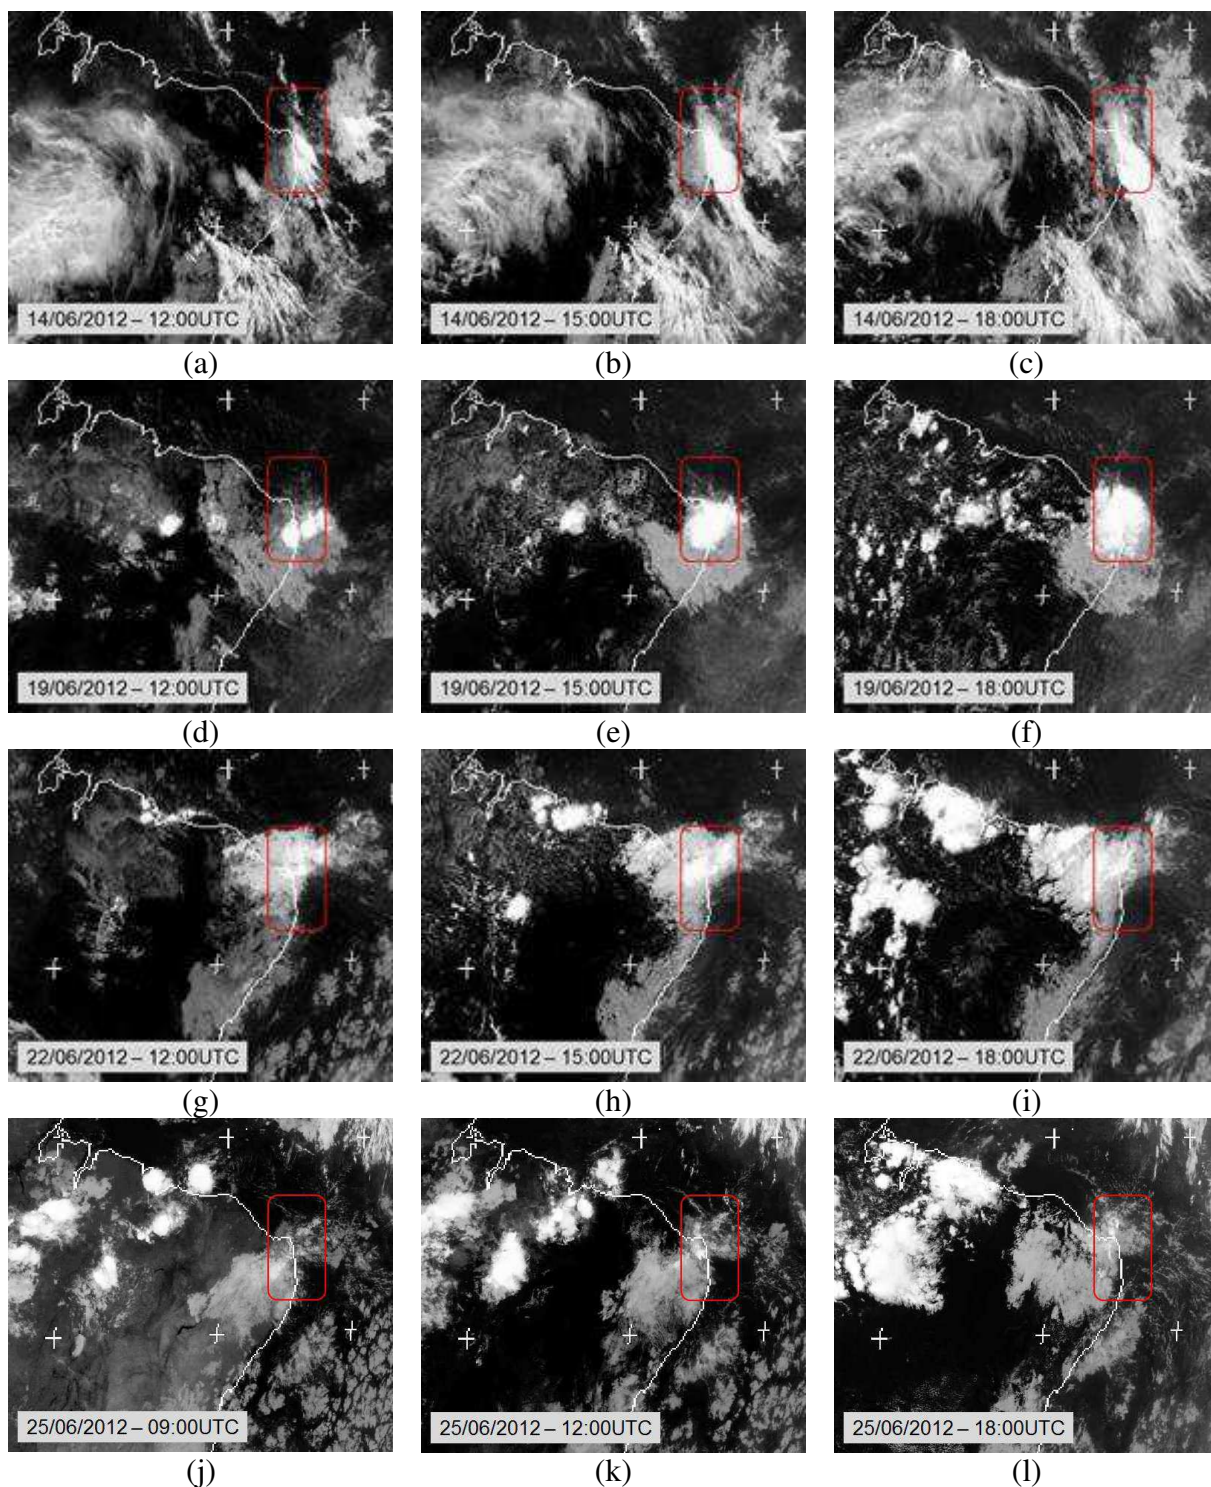 14/06/2012 – 12:00UTC
14/06/2012 – 15:00UTC
14/06/2012 – 18:00UTC
(a)
(b)
(c)
19/06/2012 – 12:00UTC
19/06/2012 – 15:00UTC
19/06/2012 – 18:00UTC
(d)
(e)
(f)
22/06/2012 – 12:00UTC
22/06/2012 – 15:00UTC
22/06/2012 – 18:00UTC
(g)
(h)
(i)
25/06/2012 – 09:00UTC
25/06/2012 – 12:00UTC
25/06/2012 – 18:00UTC
(j)
(k)
(l)